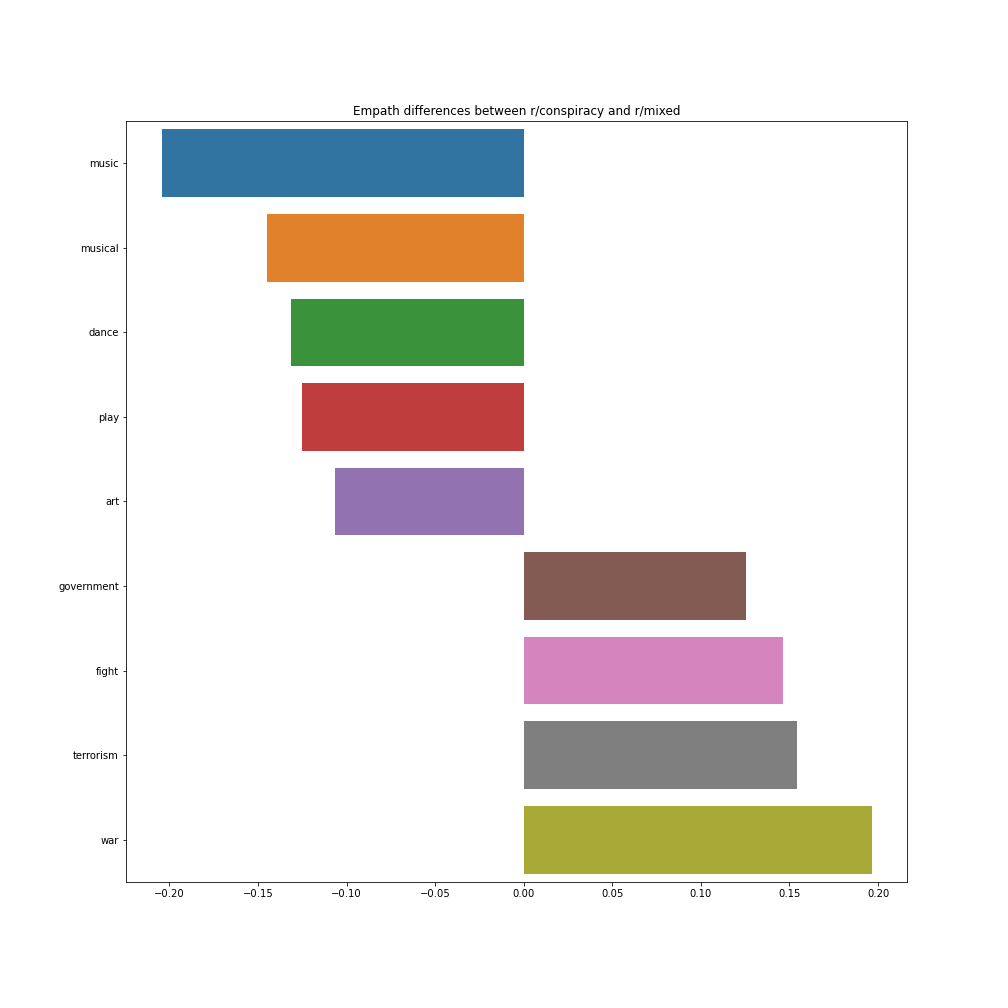 Empath differences between r/conspiracy and r/mixed
music
musical
dance
play
art
government
fight
terrorism
war
−0.20 −0.15 −0.10 −0.05 0.00 0.05 0.10 0.15 0.20